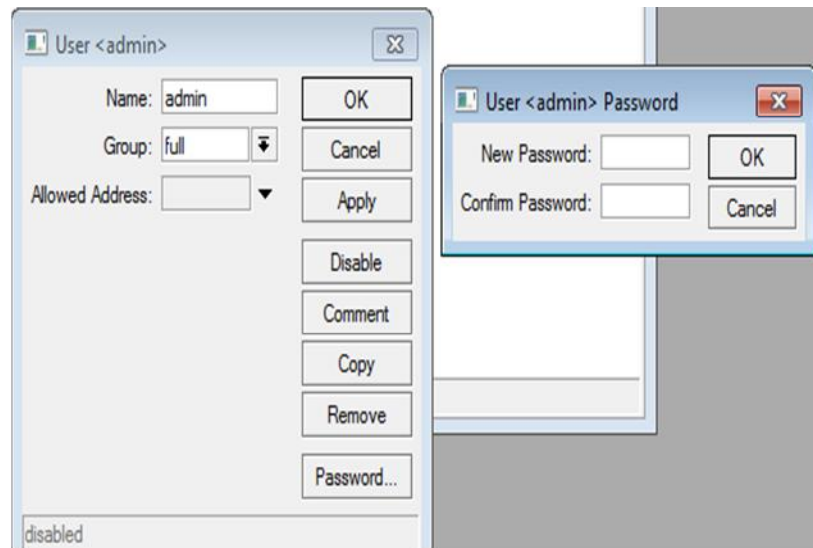 User <admin>
Name: admin
Group: full
Allowed Address:
OK
Cancel
Apply
Disable
Comment
Copy
Remove
Password...
disabled
User <admin> Password
New Password:
Confirm Password:
OK
Cancel